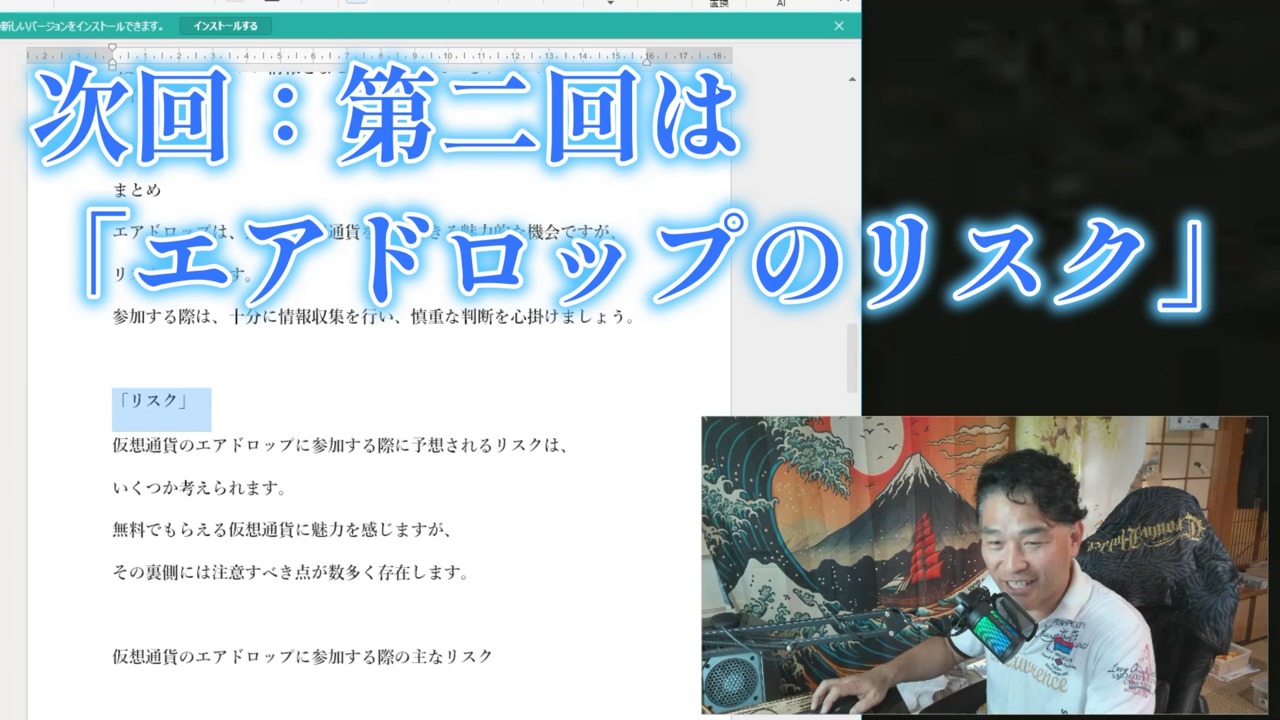 置換
AI
新しいバージョンをインストールできます。 インストールする
次回：第二回は
まとめ
「エアドロップのリスク」
参加する際は、十分に情報収集を行い、慎重な判断を心掛けましょう。
「リスク」
仮想通貨のエアドロップに参加する際に予想されるリスクは、
いくつか考えられます。
無料でもらえる仮想通貨に魅力を感じますが、
その裏側には注意すべき点が数多く存在します。
仮想通貨のエアドロップに参加する際の主なリスク